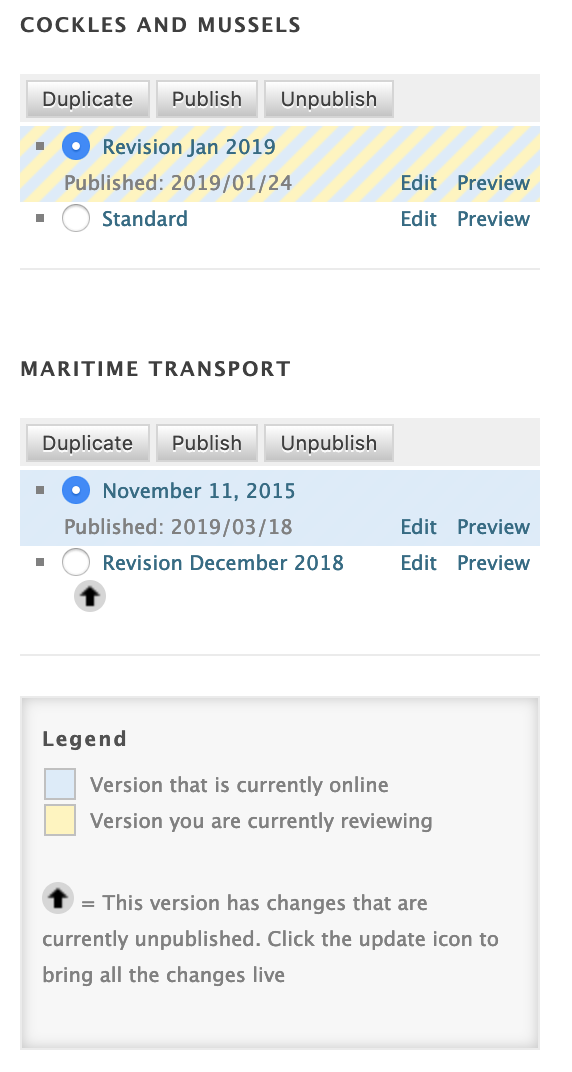 COCKLES AND MUSSELS
Duplicate Publish Unpublish
Revision Jan 2019
Published: 2019/01/24 Edit Preview
Standard Edit Preview
MARITIME TRANSPORT
Duplicate Publish Unpublish
November 11, 2015
Published: 2019/03/18 Edit Preview
Revision December 2018 Edit Preview
Legend
Version that is currently online
Version you are currently reviewing
= This version has changes that are
currently unpublished. Click the update icon to
bring all the changes live